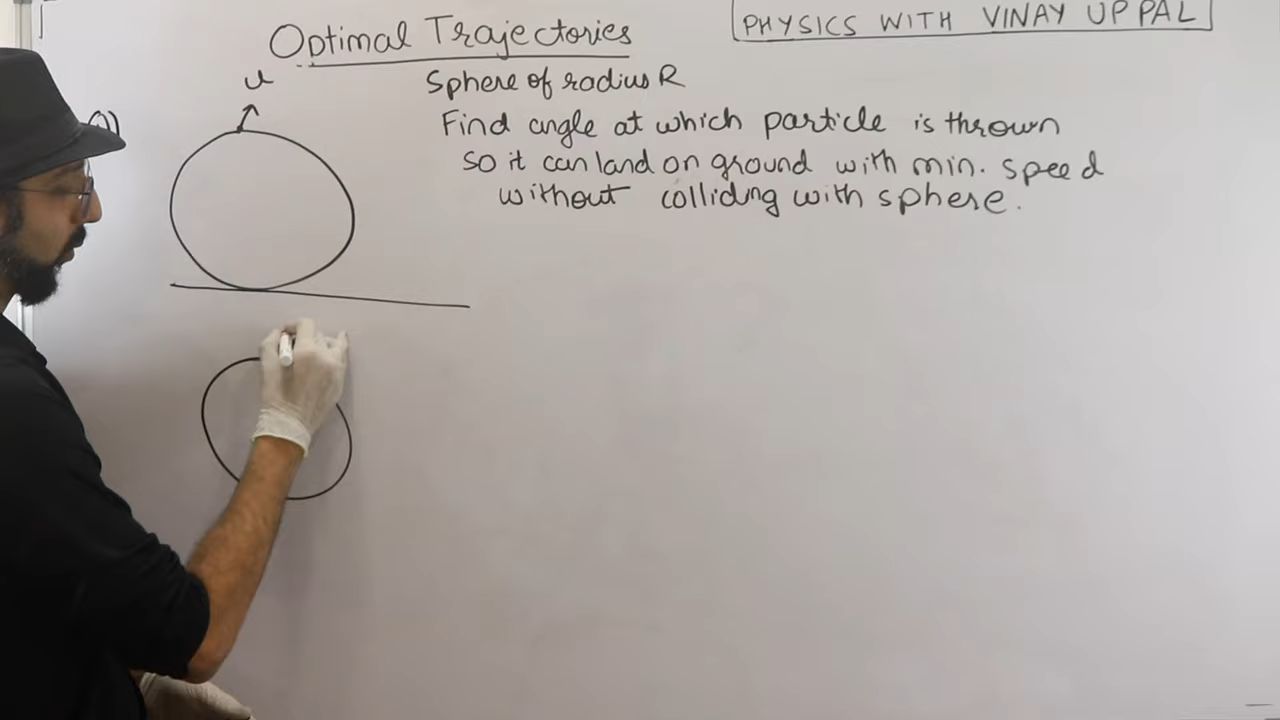 Optimal Trajectories
PHYSICS WITH VINAY UPPAL
u
Sphere of radius R
Find angle at which particle is thrown
So it can land on ground with min. speed
without colliding with sphere.